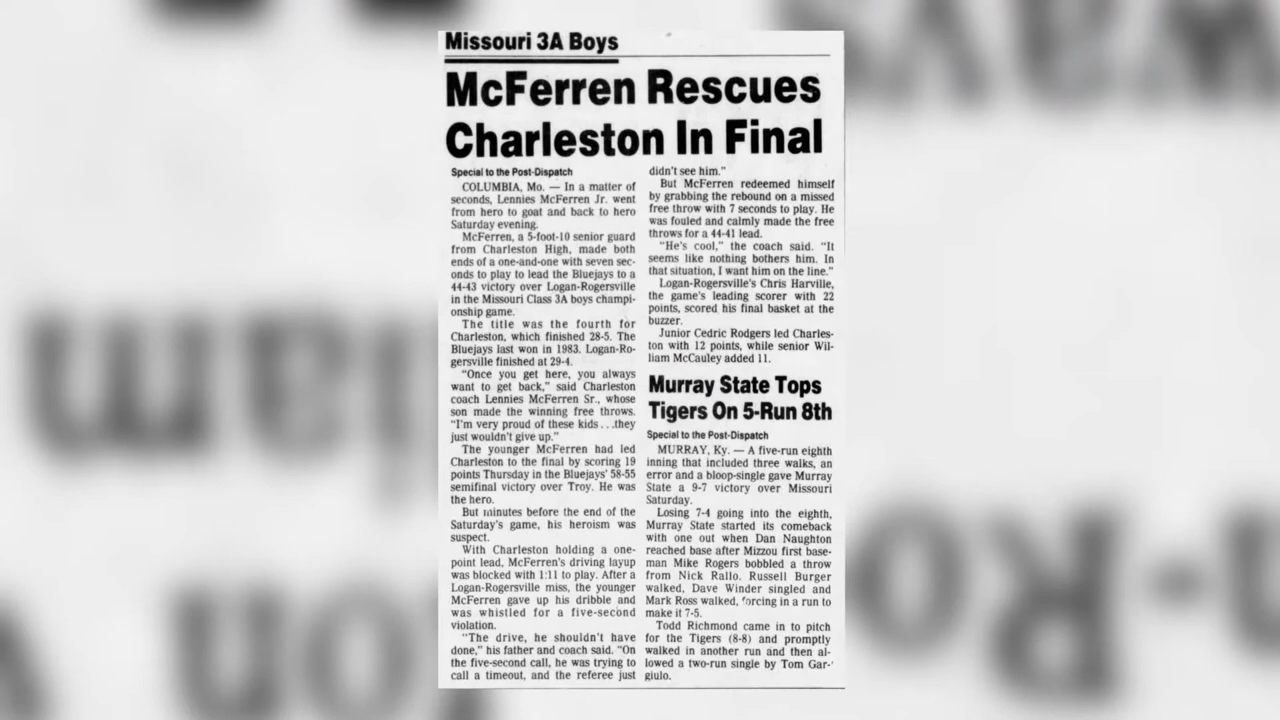 Missouri 3A Boys
McFerren Rescues
Charleston In Final
Special to the Post-Dispatch
COLUMBIA, Mo. — In a matter of
seconds, Lennies McFerren Jr. went
from hero to goat and back to hero
Saturday evening.
McFerren, a 5-foot-10 senior guard
from Charleston High, made both
ends of a one-and-one with seven sec-
onds to play to lead the Bluejays to a
44-43 victory over Logan-Rogersville
in the Missouri Class 3A boys champi-
onship game.
The title was the fourth for
Charleston, which finished 28-5. The
Bluejays last won in 1983. Logan-Ro-
gersville finished at 29-4.
"Once you get here, you always
want to get back," said Charleston
coach Lennies McFerren Sr., whose
son made the winning free throws.
"I'm very proud of these kids . . .they
just wouldn't give up."
The younger McFerren had led
Charleston to the final by scoring 19
points Thursday in the Bluejays' 58-55
semifinal victory over Troy. He was
the hero.
But minutes before the end of the
Saturday's game, his heroism was
suspect.
With Charleston holding a one-
point lead, McFerren's driving layup
was blocked with 1:11 to play. After a
Logan-Rogersville miss, the younger
McFerren gave up his dribble and
was whistled for a five-second
violation.
"The drive, he shouldn't have
done," his father and coach said. "On
the five-second call, he was trying to
call a timeout, and the referee just
didn't see him."
But McFerren redeemed himself
by grabbing the rebound on a missed
free throw with 7 seconds to play. He
was fouled and calmly made the free
throws for a 44-41 lead.
"He's cool," the coach said. "It
seems like nothing bothers him. In
that situation, I want him on the line."
Logan-Rogersville's Chris Harville,
the game's leading scorer with 22
points, scored his final basket at the
buzzer.
Junior Cedric Rodgers led Charles-
ton with 12 points, while senior Wil-
liam McCauley added 11.
Murray State Tops
Tigers On 5-Run 8th
Special to the Post-Dispatch
MURRAY, Ky. — A five-run eighth
inning that included three walks, an
error and a bloop-single gave Murray
State a 9-7 victory over Missouri
Saturday.
Losing 7-4 going into the eighth,
Murray State started its comeback
with one out when Dan Naughton
reached base after Mizzou first base-
man Mike Rogers bobbled a throw
from Nick Rallo. Russell Burger
walked, Dave Winder singled and
Mark Ross walked, forcing in a run to
make it 7-5.
Todd Richmond came in to pitch
for the Tigers (8-8) and promptly
walked in another run and then al-
lowed a two-run single by Tom Gar-
giulo.